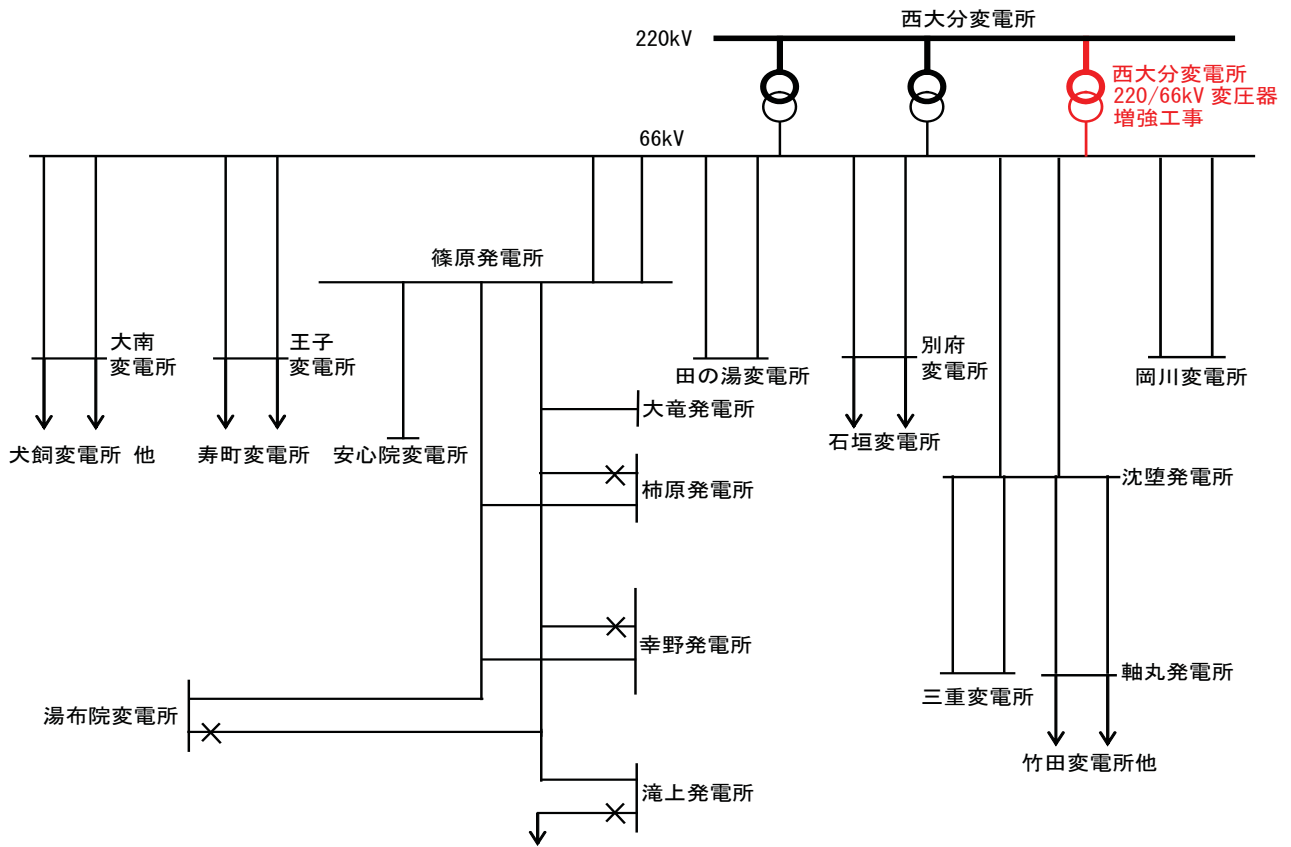 西大分変電所
220kV
西大分変電所
220/66kV 変圧器
増強工事
66kV
篠原発電所
大南
変電所
王子
変電所
別府
変電所
田の湯変電所
岡川変電所
大竜発電所
犬飼変電所 他
寿町変電所
安心院変電所
石垣変電所
柿原発電所
沈堕発電所
幸野発電所
軸丸発電所
三重変電所
湯布院変電所
竹田変電所他
滝上発電所